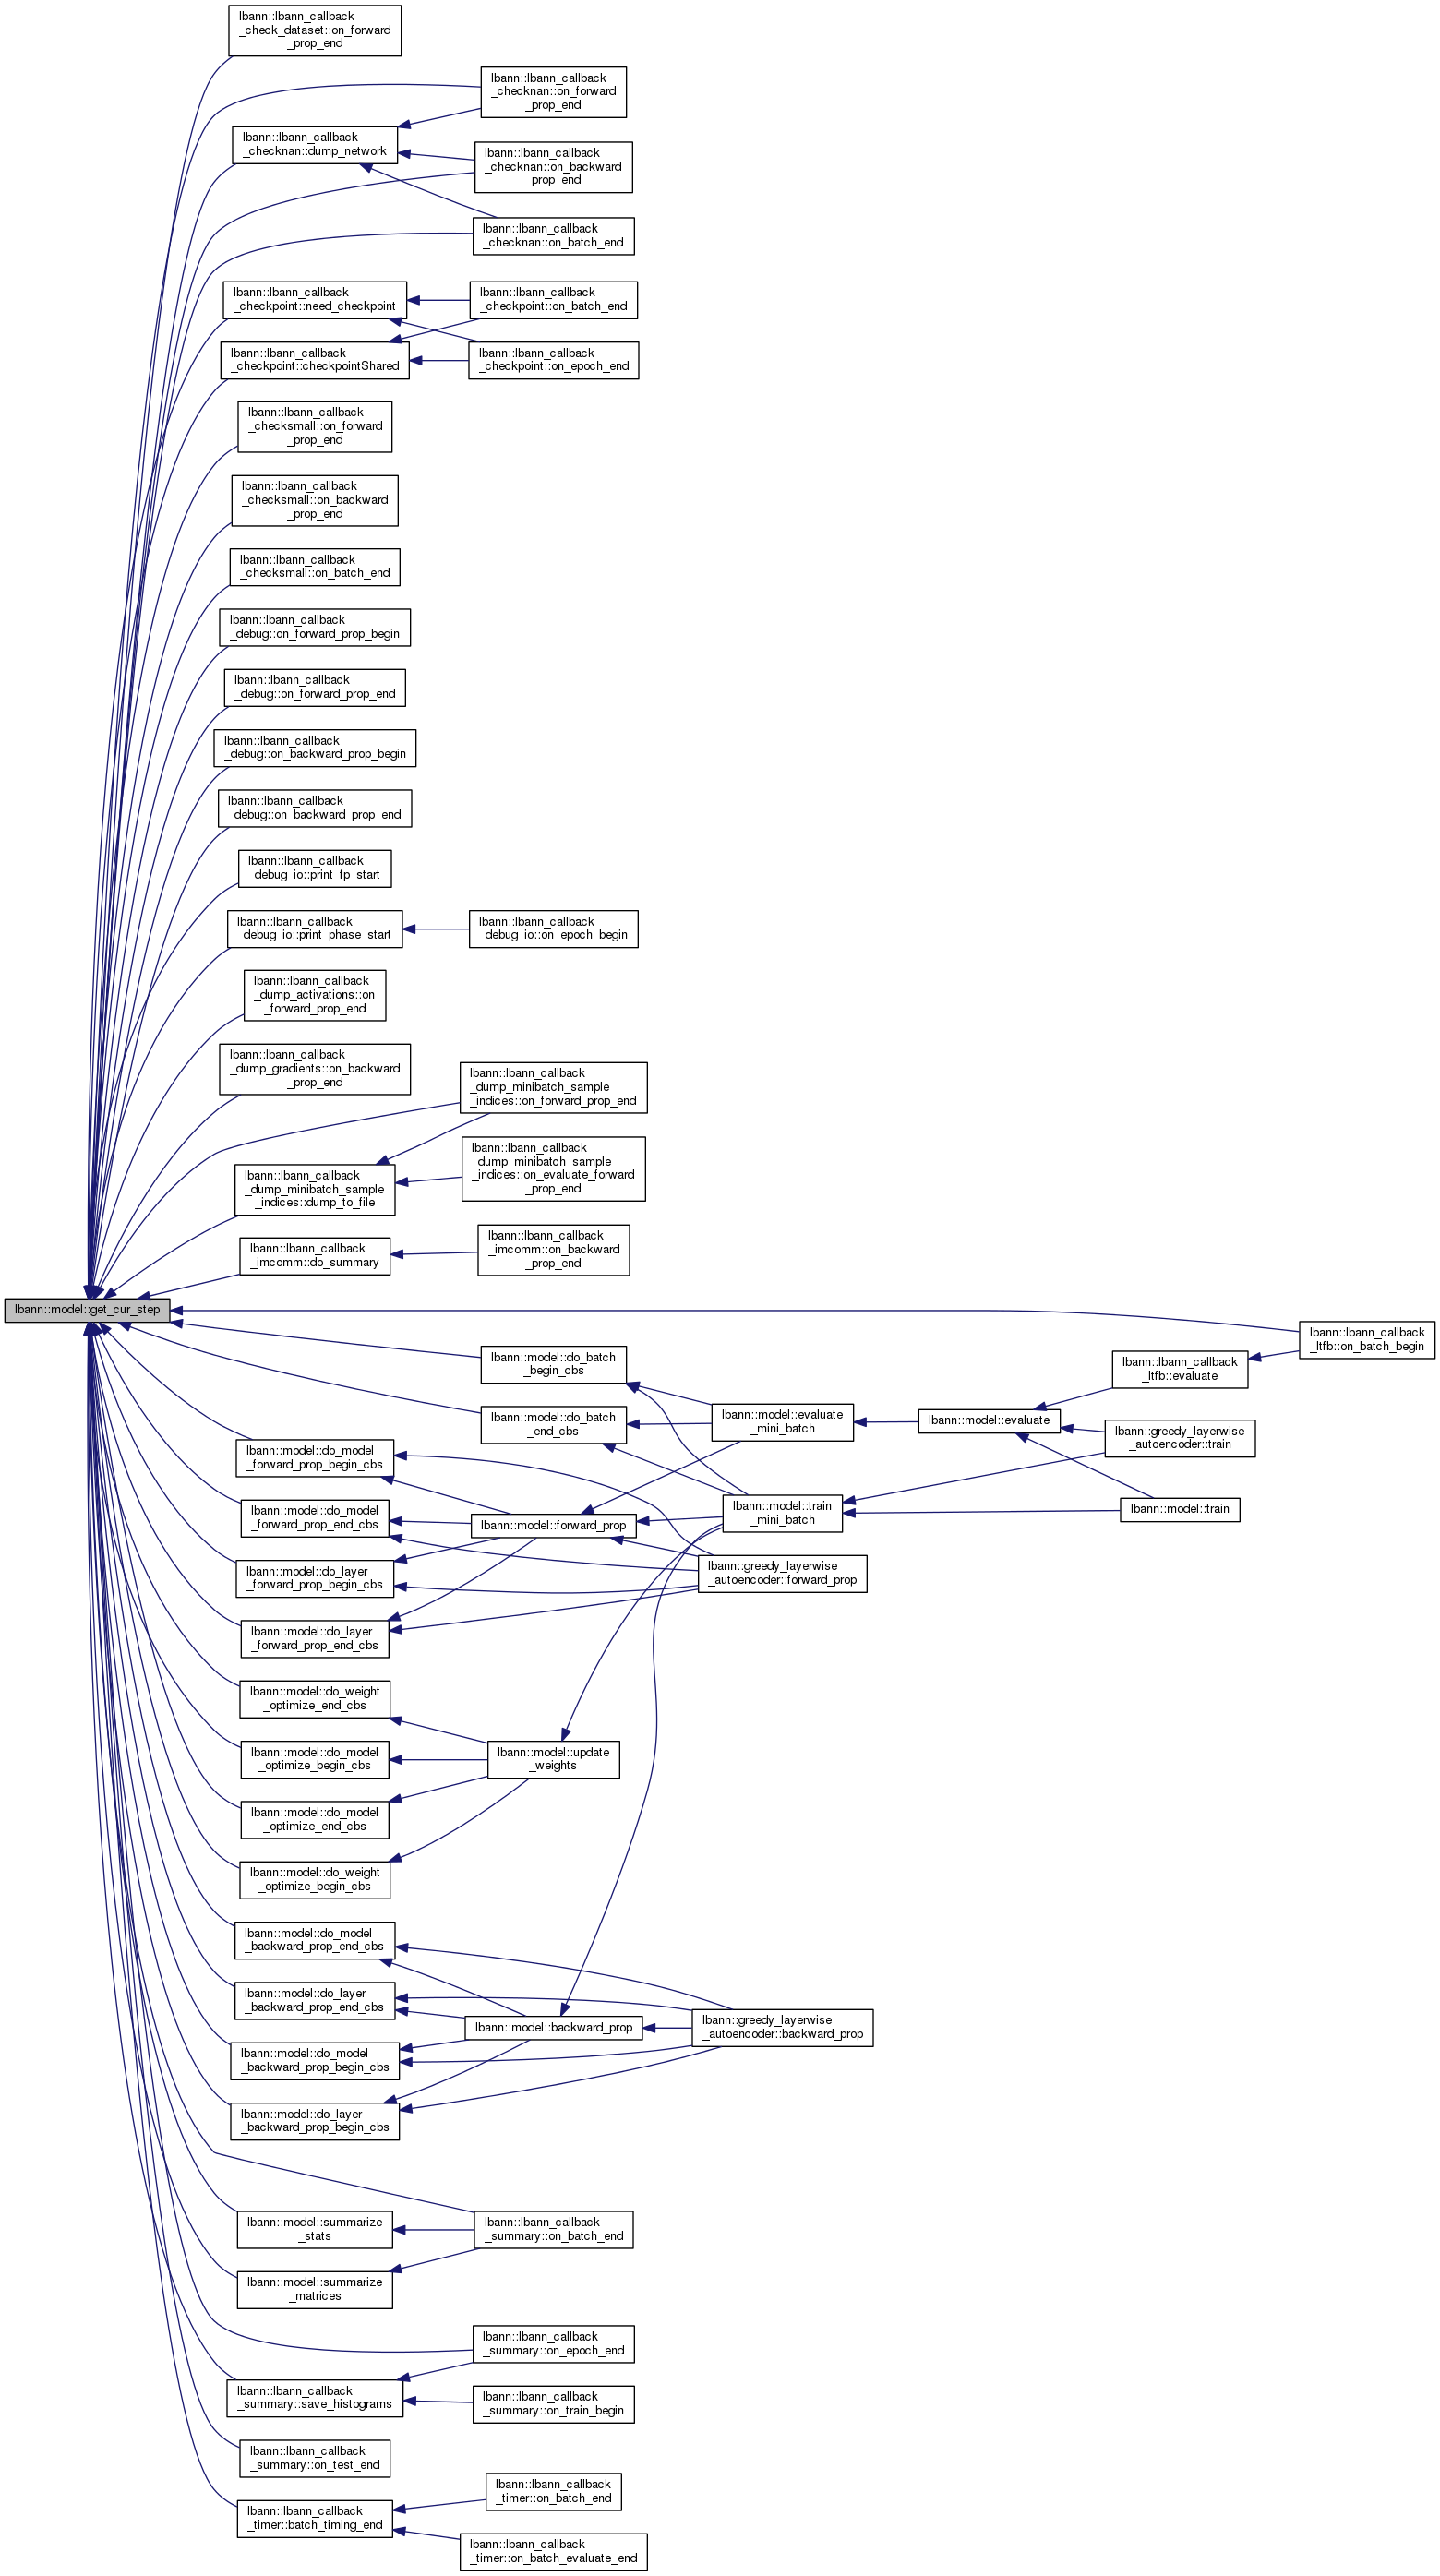 lbann::lbann_callback
_check_dataset::on_forward
_prop_end
lbann::lbann_callback
_checknan::on_forward
_prop_end
lbann::lbann_callback
_checknan::dump_network
lbann::lbann_callback
_checknan::on_backward
_prop_end
lbann::lbann_callback
_checknan::on_batch_end
lbann::lbann_callback
_checkpoint::need_checkpoint
lbann::lbann_callback
_checkpoint::on_batch_end
lbann::lbann_callback
_checkpoint::checkpointShared
lbann::lbann_callback
_checkpoint::on_epoch_end
lbann::lbann_callback
_checksmall::on_forward
_prop_end
lbann::lbann_callback
_checksmall::on_backward
_prop_end
lbann::lbann_callback
_checksmall::on_batch_end
lbann::lbann_callback
_debug::on_forward_prop_begin
lbann::lbann_callback
_debug::on_forward_prop_end
lbann::lbann_callback
_debug::on_backward_prop_begin
lbann::lbann_callback
_debug::on_backward_prop_end
lbann::lbann_callback
_debug_io::print_fp_start
lbann::lbann_callback
_debug_io::print_phase_start
lbann::lbann_callback
_debug_io::on_epoch_begin
lbann::lbann_callback
_dump_activations::on
_forward_prop_end
lbann::lbann_callback
_dump_gradients::on_backward
_prop_end
lbann::lbann_callback
_dump_minibatch_sample
_indices::on_forward_prop_end
lbann::lbann_callback
_dump_minibatch_sample
_indices::on_evaluate_forward
_prop_end
lbann::lbann_callback
_dump_minibatch_sample
_indices::dump_to_file
lbann::lbann_callback
_imcomm::do_summary
lbann::lbann_callback
_imcomm::on_backward
_prop_end
lbann::model::get_cur_step
lbann::lbann_callback
_ltfb::on_batch_begin
lbann::model::do_batch
_begin_cbs
lbann::lbann_callback
_ltfb::evaluate
lbann::model::do_batch
_end_cbs
lbann::model::evaluate
_mini_batch
lbann::model::evaluate
lbann::greedy_layerwise
_autoencoder::train
lbann::model::do_model
_forward_prop_begin_cbs
lbann::model::train
_mini_batch
lbann::model::train
lbann::model::do_model
_forward_prop_end_cbs
lbann::model::forward_prop
lbann::model::do_layer
_forward_prop_begin_cbs
lbann::greedy_layerwise
_autoencoder::forward_prop
lbann::model::do_layer
_forward_prop_end_cbs
lbann::model::do_weight
_optimize_end_cbs
lbann::model::do_model
_optimize_begin_cbs
lbann::model::update
_weights
lbann::model::do_model
_optimize_end_cbs
lbann::model::do_weight
_optimize_begin_cbs
lbann::model::do_model
_backward_prop_end_cbs
lbann::model::do_layer
_backward_prop_end_cbs
lbann::model::backward_prop
lbann::greedy_layerwise
_autoencoder::backward_prop
lbann::model::do_model
_backward_prop_begin_cbs
lbann::model::do_layer
_backward_prop_begin_cbs
lbann::model::summarize
_stats
lbann::lbann_callback
_summary::on_batch_end
lbann::model::summarize
_matrices
lbann::lbann_callback
_summary::on_epoch_end
lbann::lbann_callback
_summary::save_histograms
lbann::lbann_callback
_summary::on_train_begin
lbann::lbann_callback
_summary::on_test_end
lbann::lbann_callback
_timer::on_batch_end
lbann::lbann_callback
_timer::batch_timing_end
lbann::lbann_callback
_timer::on_batch_evaluate_end